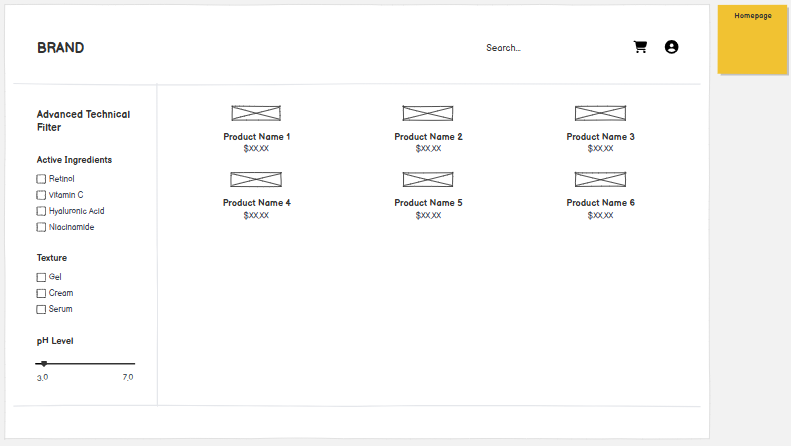 Homepage
BRAND
Search...
Advanced Technical
Filter
Active Ingredients
Retinol
Vitamin C
Hyaluronic Acid
Niacinamide
Texture
Gel
Cream
Serum
pH Level
3.0 7.0
Product Name 1
$XX.XX
Product Name 2
$XX.XX
Product Name 3
$XX.XX
Product Name 4
$XX.XX
Product Name 5
$XX.XX
Product Name 6
$XX.XX